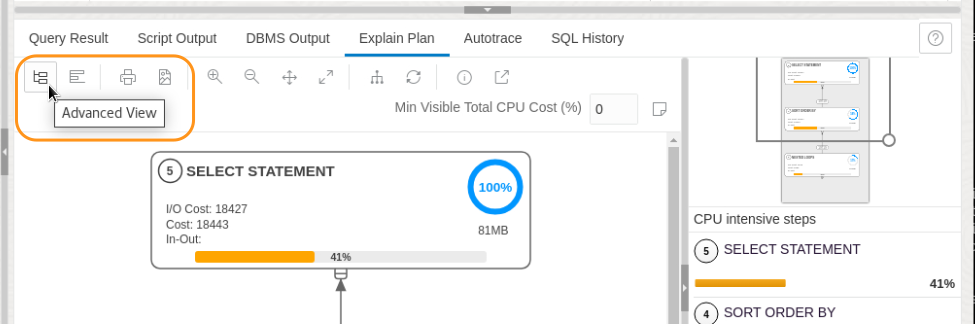 Query Result Script Output DBMS Output Explain Plan Autotrace SQL History
Advanced View
Min Visible Total CPU Cost (%) 0
5 SELECT STATEMENT
100%
I/O Cost: 18427
Cost: 18443
In-Out:
81MB
41%
CPU intensive steps
5 SELECT STATEMENT
41%
4 SORT ORDER BY